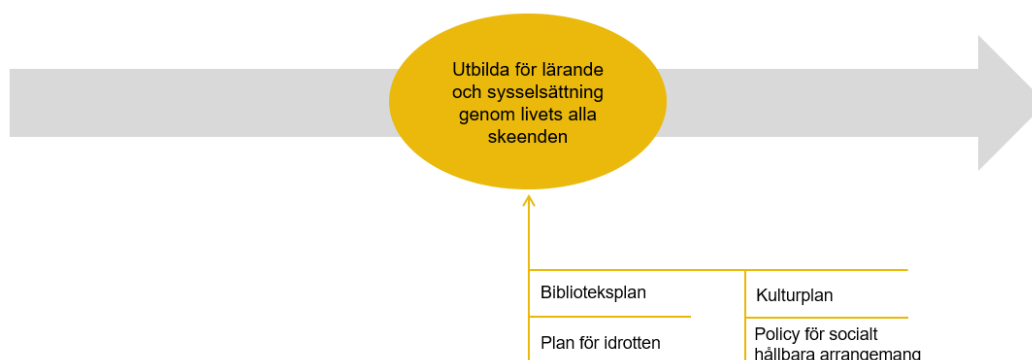 Utbilda för lärande
och sysselsättning
genom livets alla
skeenden
Biblioteksplan
Kulturplan
Plan för idrotten
Policy för socialt
hållbara arrangemang